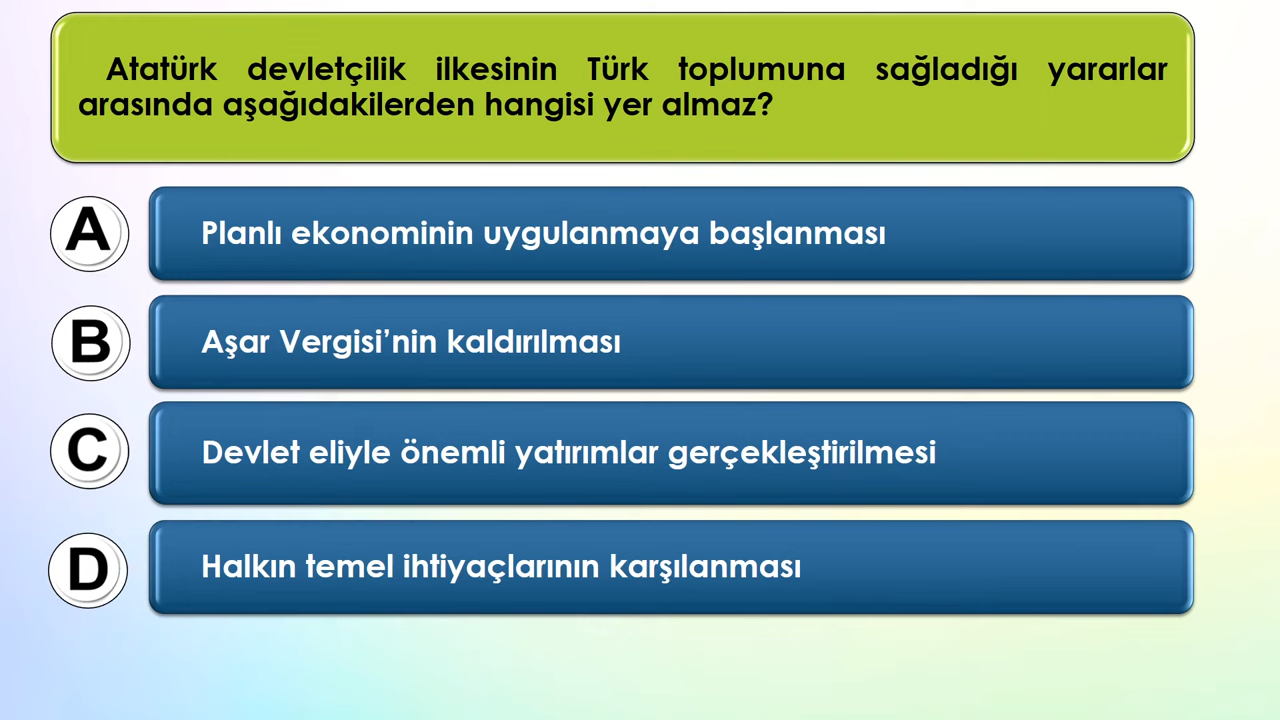 Atatürk devletçilik ilkesinin Türk toplumuna sağladığı yararlar
arasında aşağıdakilerden hangisi yer almaz?
A Planlı ekonominin uygulanmaya başlanması
B Aşar Vergisi’nin kaldırılması
C Devlet eliyle önemli yatırımlar gerçekleştirilmesi
D Halkın temel ihtiyaçlarının karşılanması